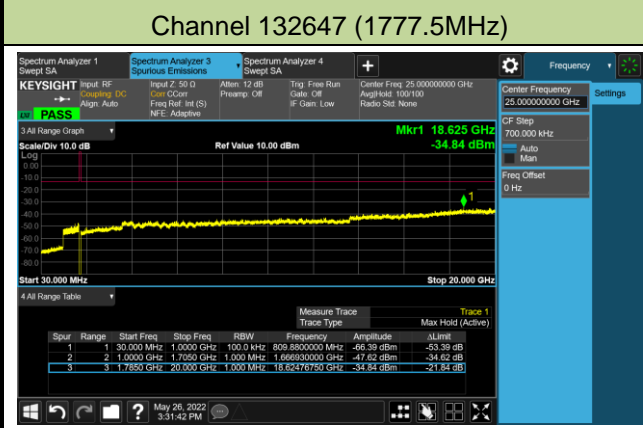 Channel 132647 (1777.5MHz)
Spectrum Analyzer 1
Swept SA
Spectrum Analyzer 3
Spurious Emissions
Spectrum Analyzer 4
Swept SA
+
Frequency
KEYSIGHT
Input: RF
Coupling: DC
Align: Auto
Input Z: 50 Ω
Corr CCorr
Freq Ref: Int (S)
NFE: Adaptive
Atten: 12 dB
Preamp: Off
Trig: Free Run
Gate: Off
IF Gain: Low
Center Freq: 25.000000000 GHz
Avg|Hold: 100/100
Radio Std: None
PASS
Center Frequency
25.000000000 GHz
Settings
CF Step
700.000 kHz
Auto
Man
Freq Offset
0 Hz
3 All Range Graph
Mkr1 18.625 GHz
Scale/Div 10.0 dB
Ref Value 10.00 dBm
-34.84 dBm
Log
0.00
-10.0
-20.0
-30.0
-40.0
-50.0
-60.0
-70.0
-80.0
1
Start 30.000 MHz
Stop 20.000 GHz
4 All Range Table
Measure Trace Trace 1
Trace Type Max Hold (Active)
Spur Range Start Freq Stop Freq RBW Frequency Amplitude ΔLimit
1 1 30.000 MHz 1.0000 GHz 100.0 kHz 809.8800000 MHz -66.39 dBm -53.39 dB
2 2 1.0000 GHz 1.7050 GHz 1.000 MHz 1.666930000 GHz -47.62 dBm -34.62 dB
3 3 1.7850 GHz 20.000 GHz 1.000 MHz 18.62476750 GHz -34.84 dBm -21.84 dB
?
May 26, 2022
3:31:42 PM